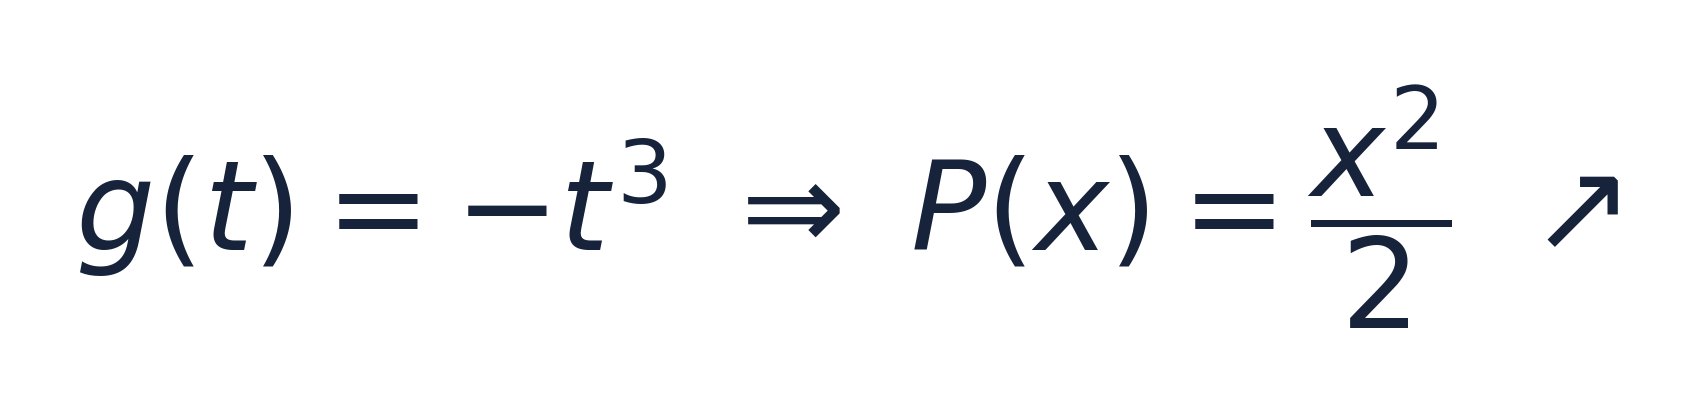 g(t) = −t³ ⇒ P(x) = x²/2 ↗